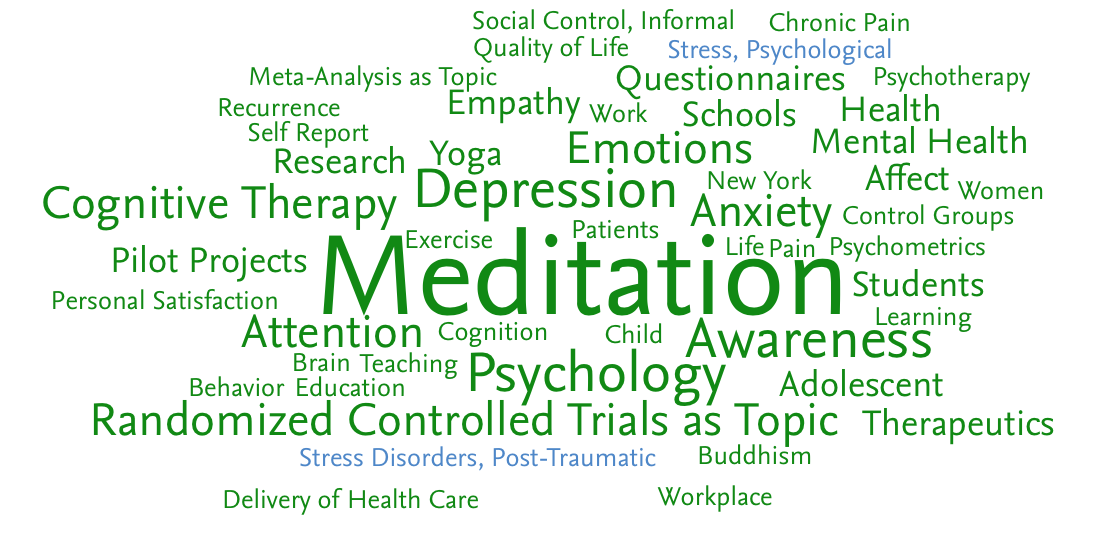 Social Control, Informal
Chronic Pain
Quality of Life
Stress, Psychological
Meta-Analysis as Topic
Questionnaires
Psychotherapy
Recurrence
Empathy
Work
Schools
Health
Self Report
Emotions
Mental Health
Research
Yoga
Cognitive Therapy
Depression
New York
Affect
Women
Anxiety
Control Groups
Pilot Projects
Exercise
Patients
Life
Pain
Psychometrics
Meditation
Personal Satisfaction
Students
Attention
Cognition
Child
Awareness
Learning
Brain
Teaching
Psychology
Behavior
Education
Adolescent
Randomized Controlled Trials as Topic
Therapeutics
Stress Disorders, Post-Traumatic
Buddhism
Delivery of Health Care
Workplace